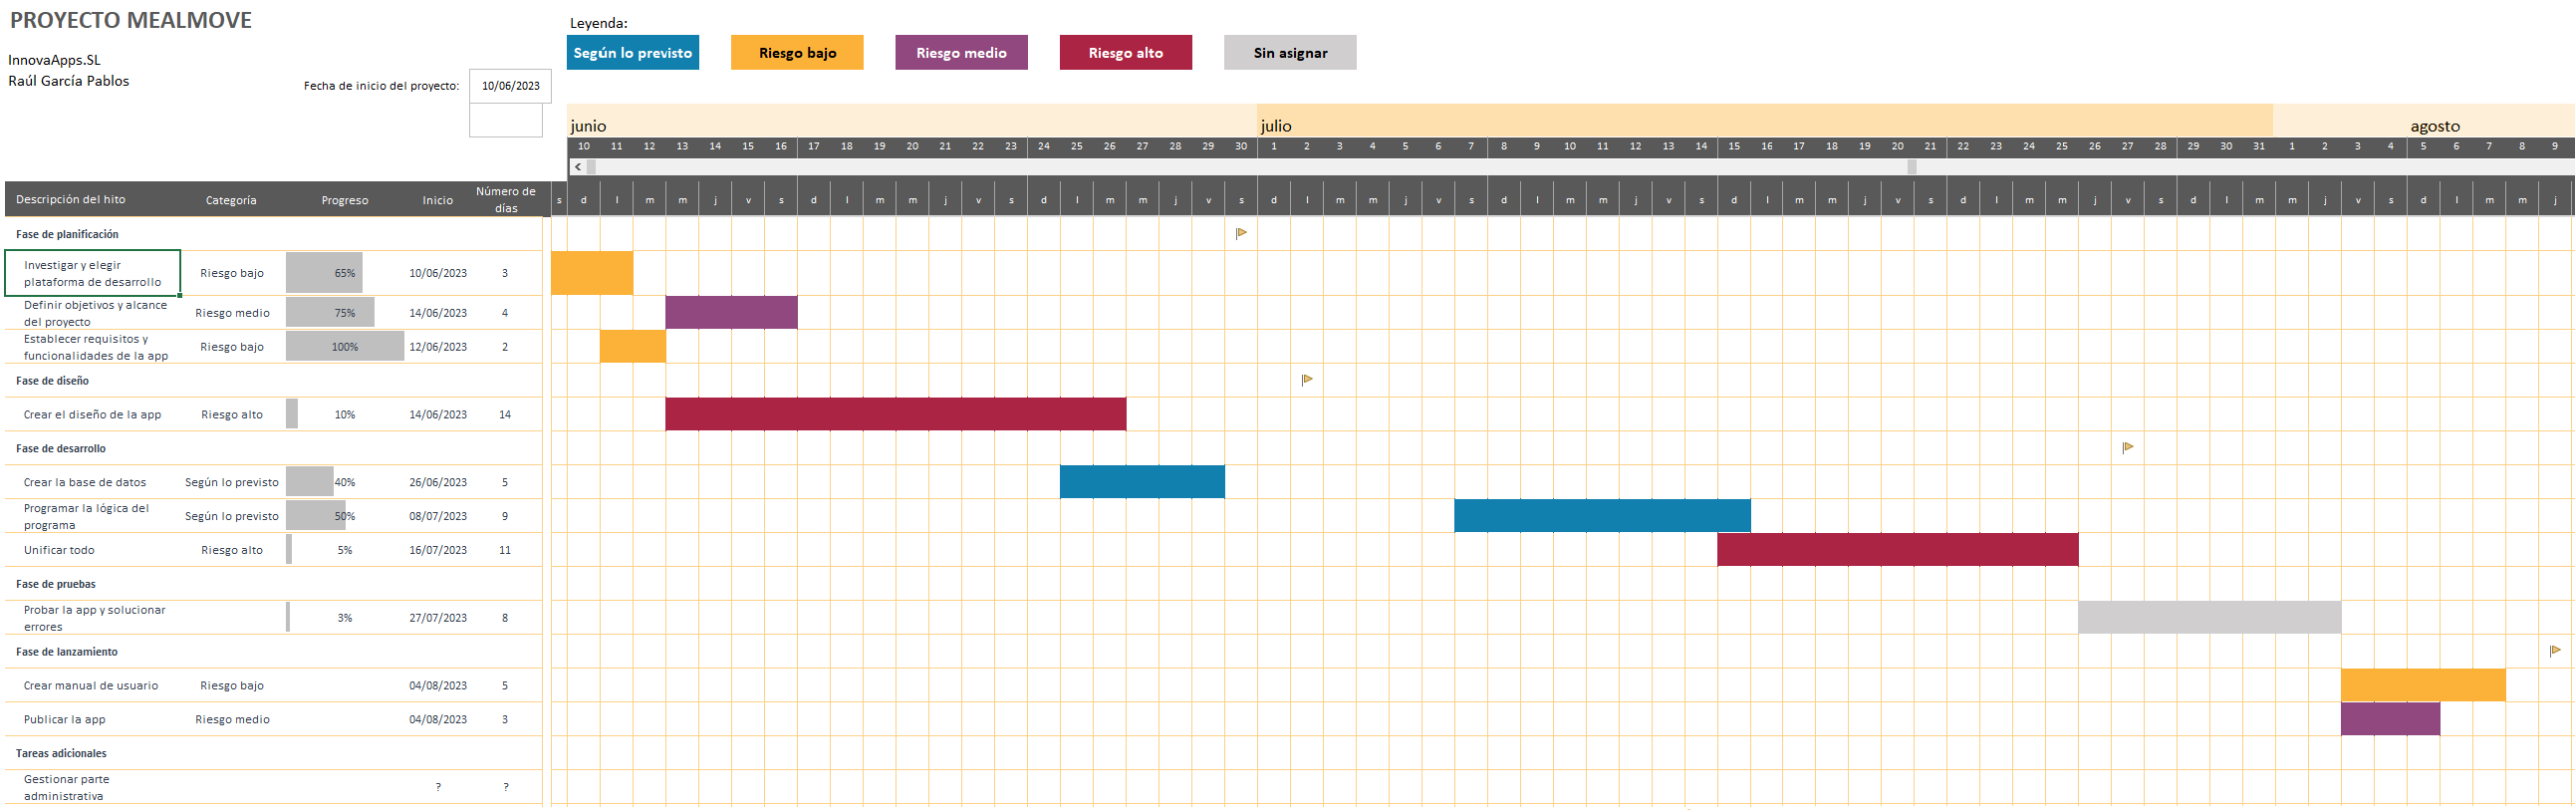 PROYECTO MEALMOVE
Leyenda:
Según lo previsto Riesgo bajo Riesgo medio Riesgo alto Sin asignar
InnovaApps.SL
Raúl García Pablos
Fecha de inicio del proyecto: 10/06/2023
junio julio agosto
10 11 12 13 14 15 16 17 18 19 20 21 22 23 24 25 26 27 28 29 30 1 2 3 4 5 6 7 8 9 10 11 12 13 14 15 16 17 18 19 20 21 22 23 24 25 26 27 28 29 30 31 1 2 3 4 5 6 7 8 9
Descripción del hito Categoría Progreso Inicio Número de
días
s d l m m j v s d l m m j v s d l m m j v s d l m m j v s d l m m j v s d l m m j v s d l m m j v s d l m m j v s d l m m j
Fase de planificación
Investigar y elegir
plataforma de desarrollo Riesgo bajo 65% 10/06/2023 3
Definir objetivos y alcance
del proyecto Riesgo medio 75% 14/06/2023 4
Establecer requisitos y
funcionalidades de la app Riesgo bajo 100% 12/06/2023 2
Fase de diseño
Crear el diseño de la app Riesgo alto 10% 14/06/2023 14
Fase de desarrollo
Crear la base de datos Según lo previsto 40% 26/06/2023 5
Programar la lógica del
programa Según lo previsto 50% 08/07/2023 9
Unificar todo Riesgo alto 5% 16/07/2023 11
Fase de pruebas
Probar la app y solucionar
errores 3% 27/07/2023 8
Fase de lanzamiento
Crear manual de usuario Riesgo bajo 04/08/2023 5
Publicar la app Riesgo medio 04/08/2023 3
Tareas adicionales
Gestionar parte
administrativa ? ?